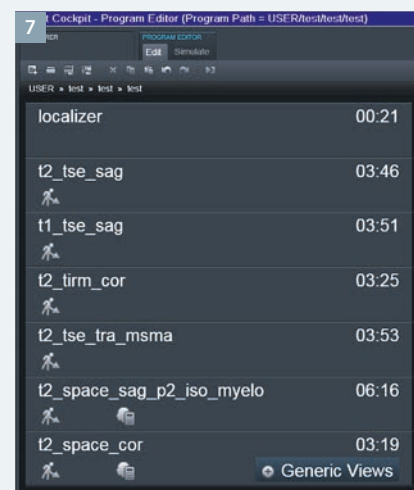 7
t Cockpit - Program Editor (Program Path = USER/test/test/test)
RER
PROGRAM EDITOR
Edit Simulate
USER » test » test » test
localizer 00:21
t2_tse_sag 03:46
t1_tse_sag 03:51
t2_tirm_cor 03:25
t2_tse_tra_msma 03:53
t2_space_sag_p2_iso_myelo 06:16
t2_space_cor 03:19
Generic Views